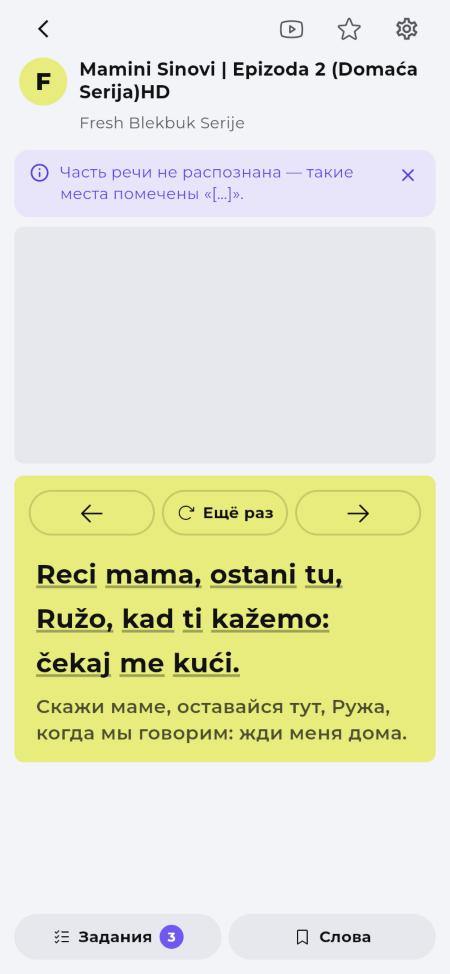 F
Mamini Sinovi | Epizoda 2 (Domaća
Serija)HD
Fresh Blekbuk Serije
Часть речи не распознана — такие
места помечены «[...]».
Ещё раз
Reci mama, ostani tu,
Ružo, kad ti kažemo:
čekaj me kući.
Скажи маме, оставайся тут, Ружа,
когда мы говорим: жди меня дома.
Задания 3
Слова